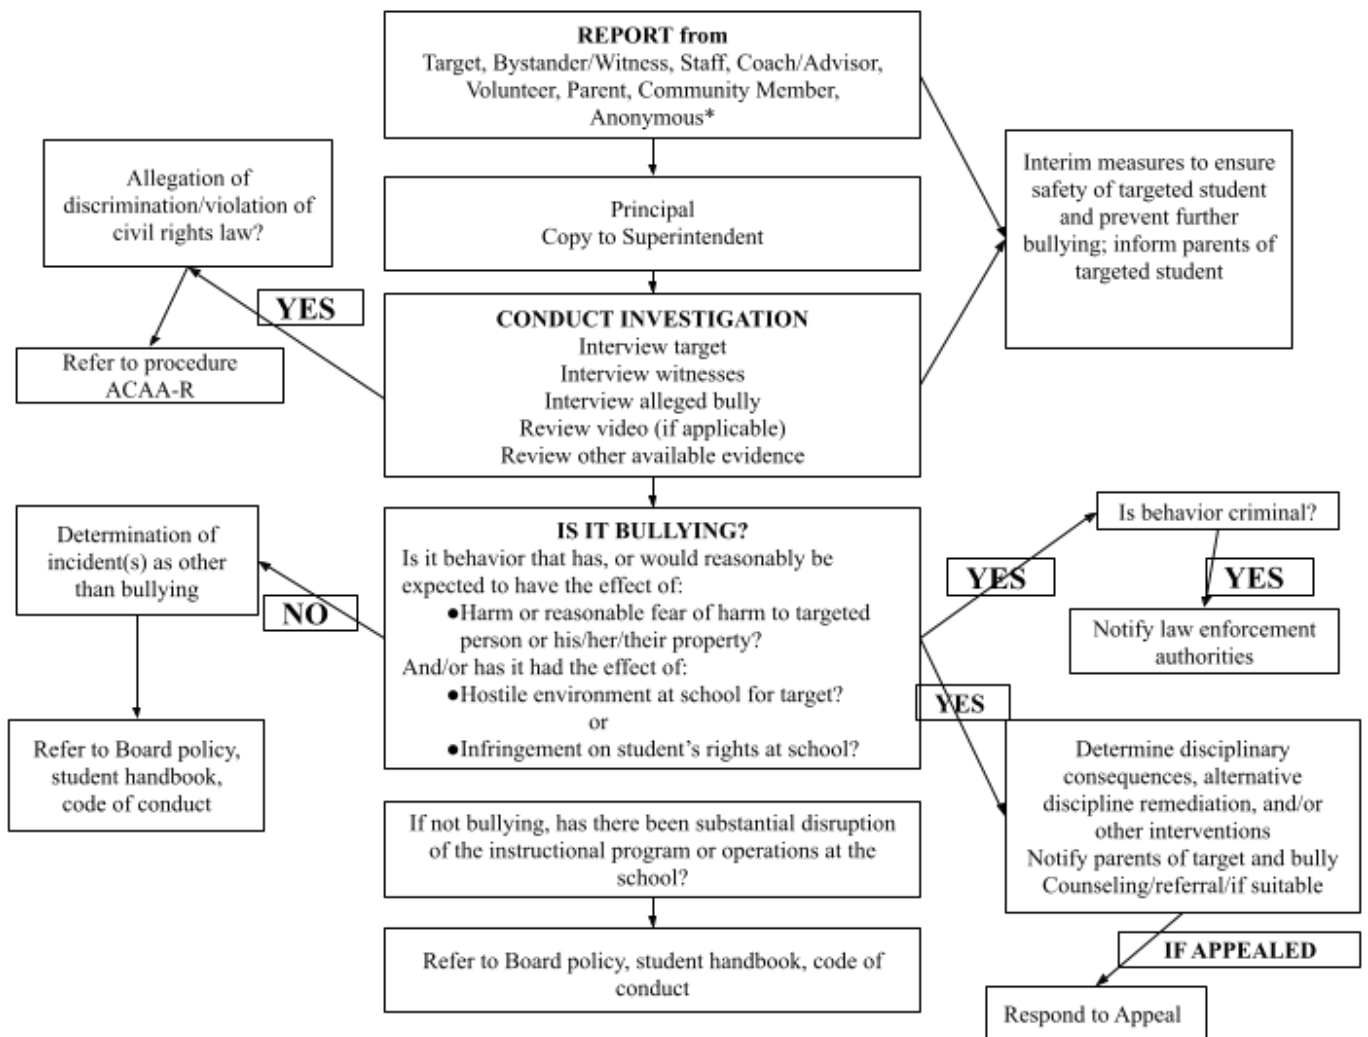 REPORT from
Target, Bystander/Witness, Staff, Coach/Advisor,
Volunteer, Parent, Community Member,
Anonymous*
Principal
Copy to Superintendent
Interim measures to ensure
safety of targeted student
and prevent further
bullying; inform parents of
targeted student
Allegation of
discrimination/violation of
civil rights law?
YES
Refer to procedure
ACAA-R
CONDUCT INVESTIGATION
Interview target
Interview witnesses
Interview alleged bully
Review video (if applicable)
Review other available evidence
IS IT BULLYING?
Is it behavior that has, or would reasonably be
expected to have the effect of:
●Harm or reasonable fear of harm to targeted
person or his/her/their property?
And/or has it had the effect of:
●Hostile environment at school for target?
or
●Infringement on student's rights at school?
NO
Determination of
incident(s) as other
than bullying
Refer to Board policy,
student handbook,
code of conduct
YES
Is behavior criminal?
YES
Notify law enforcement
authorities
YES
Determine disciplinary
consequences, alternative
discipline remediation, and/or
other interventions
Notify parents of target and bully
Counseling/referral/if suitable
IF APPEALED
Respond to Appeal
If not bullying, has there been substantial disruption
of the instructional program or operations at the
school?
Refer to Board policy, student handbook, code of
conduct